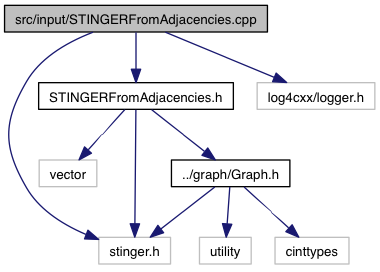 src/input/STINGERFromAdjacencies.cpp
STINGERFromAdjacencies.h
log4cxx/logger.h
vector
../graph/Graph.h
stinger.h
utility
cinttypes